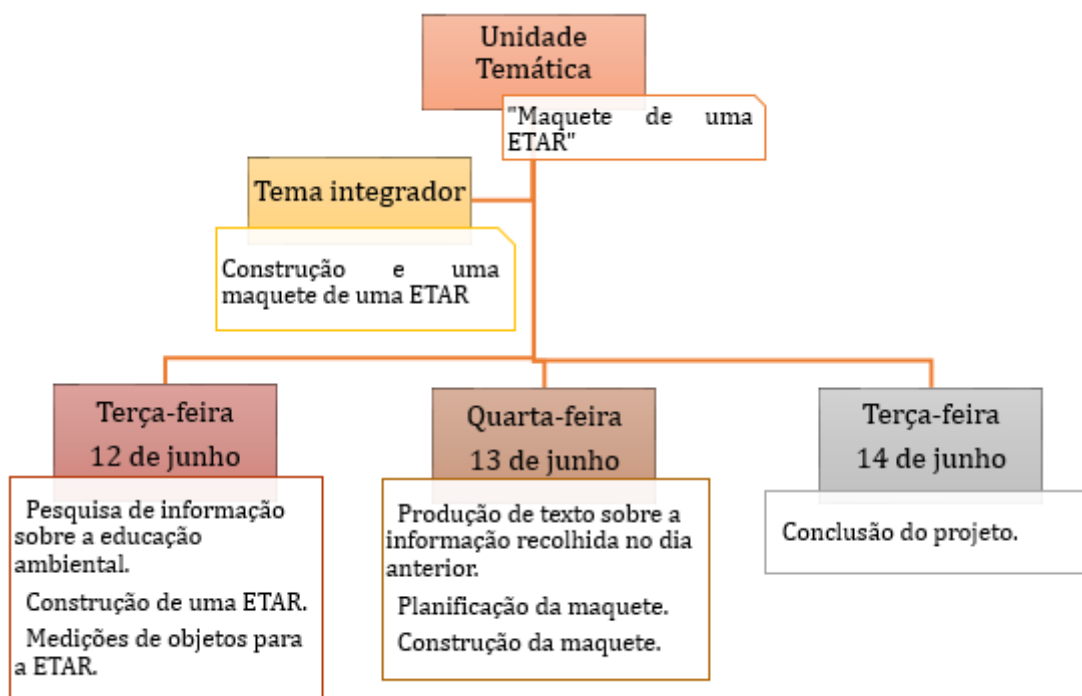 Unidade
Temática
"Maquete de uma
ETAR"
Tema integrador
Construção e uma
maquete de uma ETAR
Terça-feira
12 de junho
Pesquisa de informação
sobre a educação
ambiental.
Construção de uma ETAR.
Medições de objetos para
a ETAR.
Quarta-feira
13 de junho
Produção de texto sobre a
informação recolhida no dia
anterior.
Planificação da maquete.
Construção da maquete.
Terça-feira
14 de junho
Conclusão do projeto.